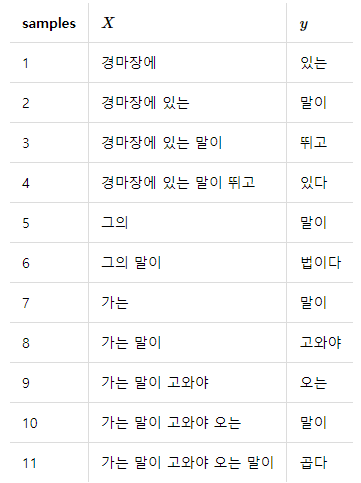 samples X y
1 경마장에 있는
2 경마장에 있는 말이
3 경마장에 있는 말이 뛰고
4 경마장에 있는 말이 뛰고 있다
5 그의 말이
6 그의 말이 법이다
7 가는 말이
8 가는 말이 고와야
9 가는 말이 고와야 오는
10 가는 말이 고와야 오는 말이
11 가는 말이 고와야 오는 말이 곱다